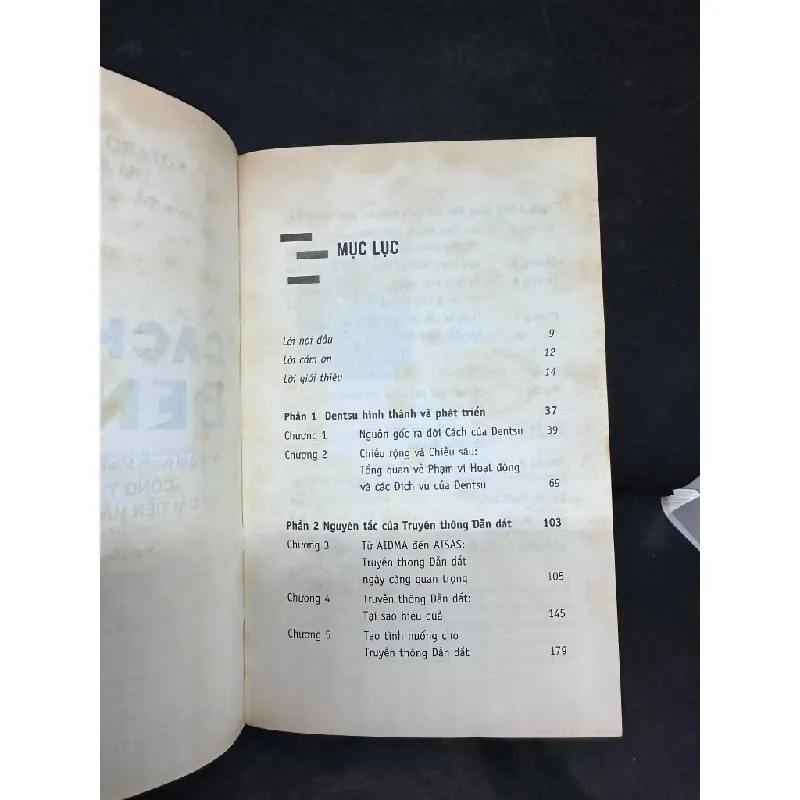 MỤC LỤC
Lời nói đầu 9
Lời cảm ơn 12
Lời giới thiệu 14
Phần 1 Dentsu hình thành và phát triển 37
Chương 1 Nguồn gốc ra đời Cách của Dentsu 39
Chương 2 Chiều rộng và Chiều sâu:
Tổng quan về Phạm vi Hoạt động
và các Dịch vụ của Dentsu 69
Phần 2 Nguyên tắc của Truyền thông Dẫn dắt 103
Chương 3 Từ AIDMA đến AISAS:
Truyền thông Dẫn dắt
ngày càng quan trọng 105
Chương 4 Truyền thông Dẫn dắt:
Tại sao hiệu quả 145
Chương 5 Tạo tình huống cho
Truyền thông Dẫn dắt 179